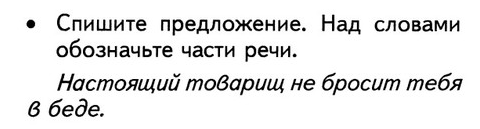 • Спишите предложение. Над словами
обозначьте части речи.
Настоящий товарищ не бросит тебя
в беде.